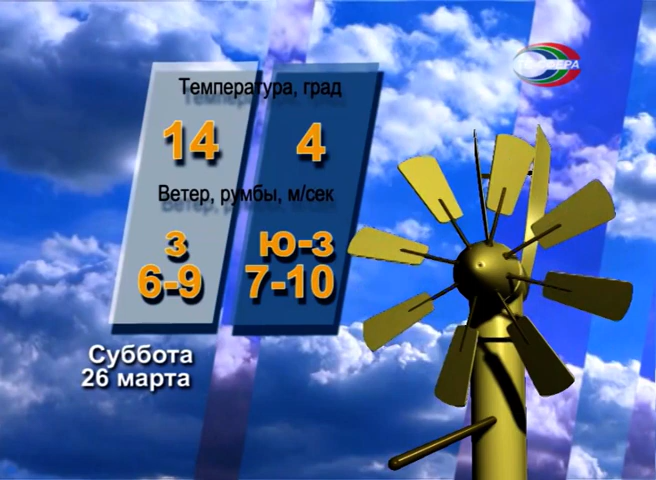 Температура, град
14 4
Ветер, румбы, м/сек
з ю-з
6-9 7-10
Суббота
26 марта